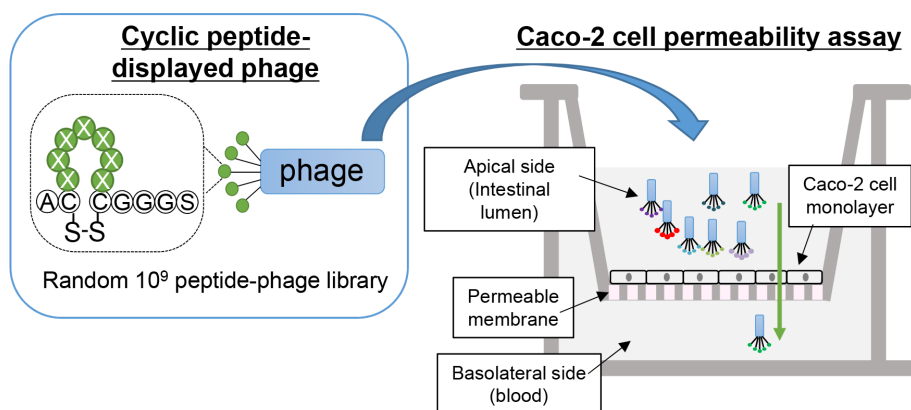 Cyclic peptide-
displayed phage
X X X X X X X
A C C G G G S
S-S
phage
Random 10⁹ peptide-phage library
Caco-2 cell permeability assay
Apical side
(Intestinal
lumen)
Caco-2 cell
monolayer
Permeable
membrane
Basolateral side
(blood)